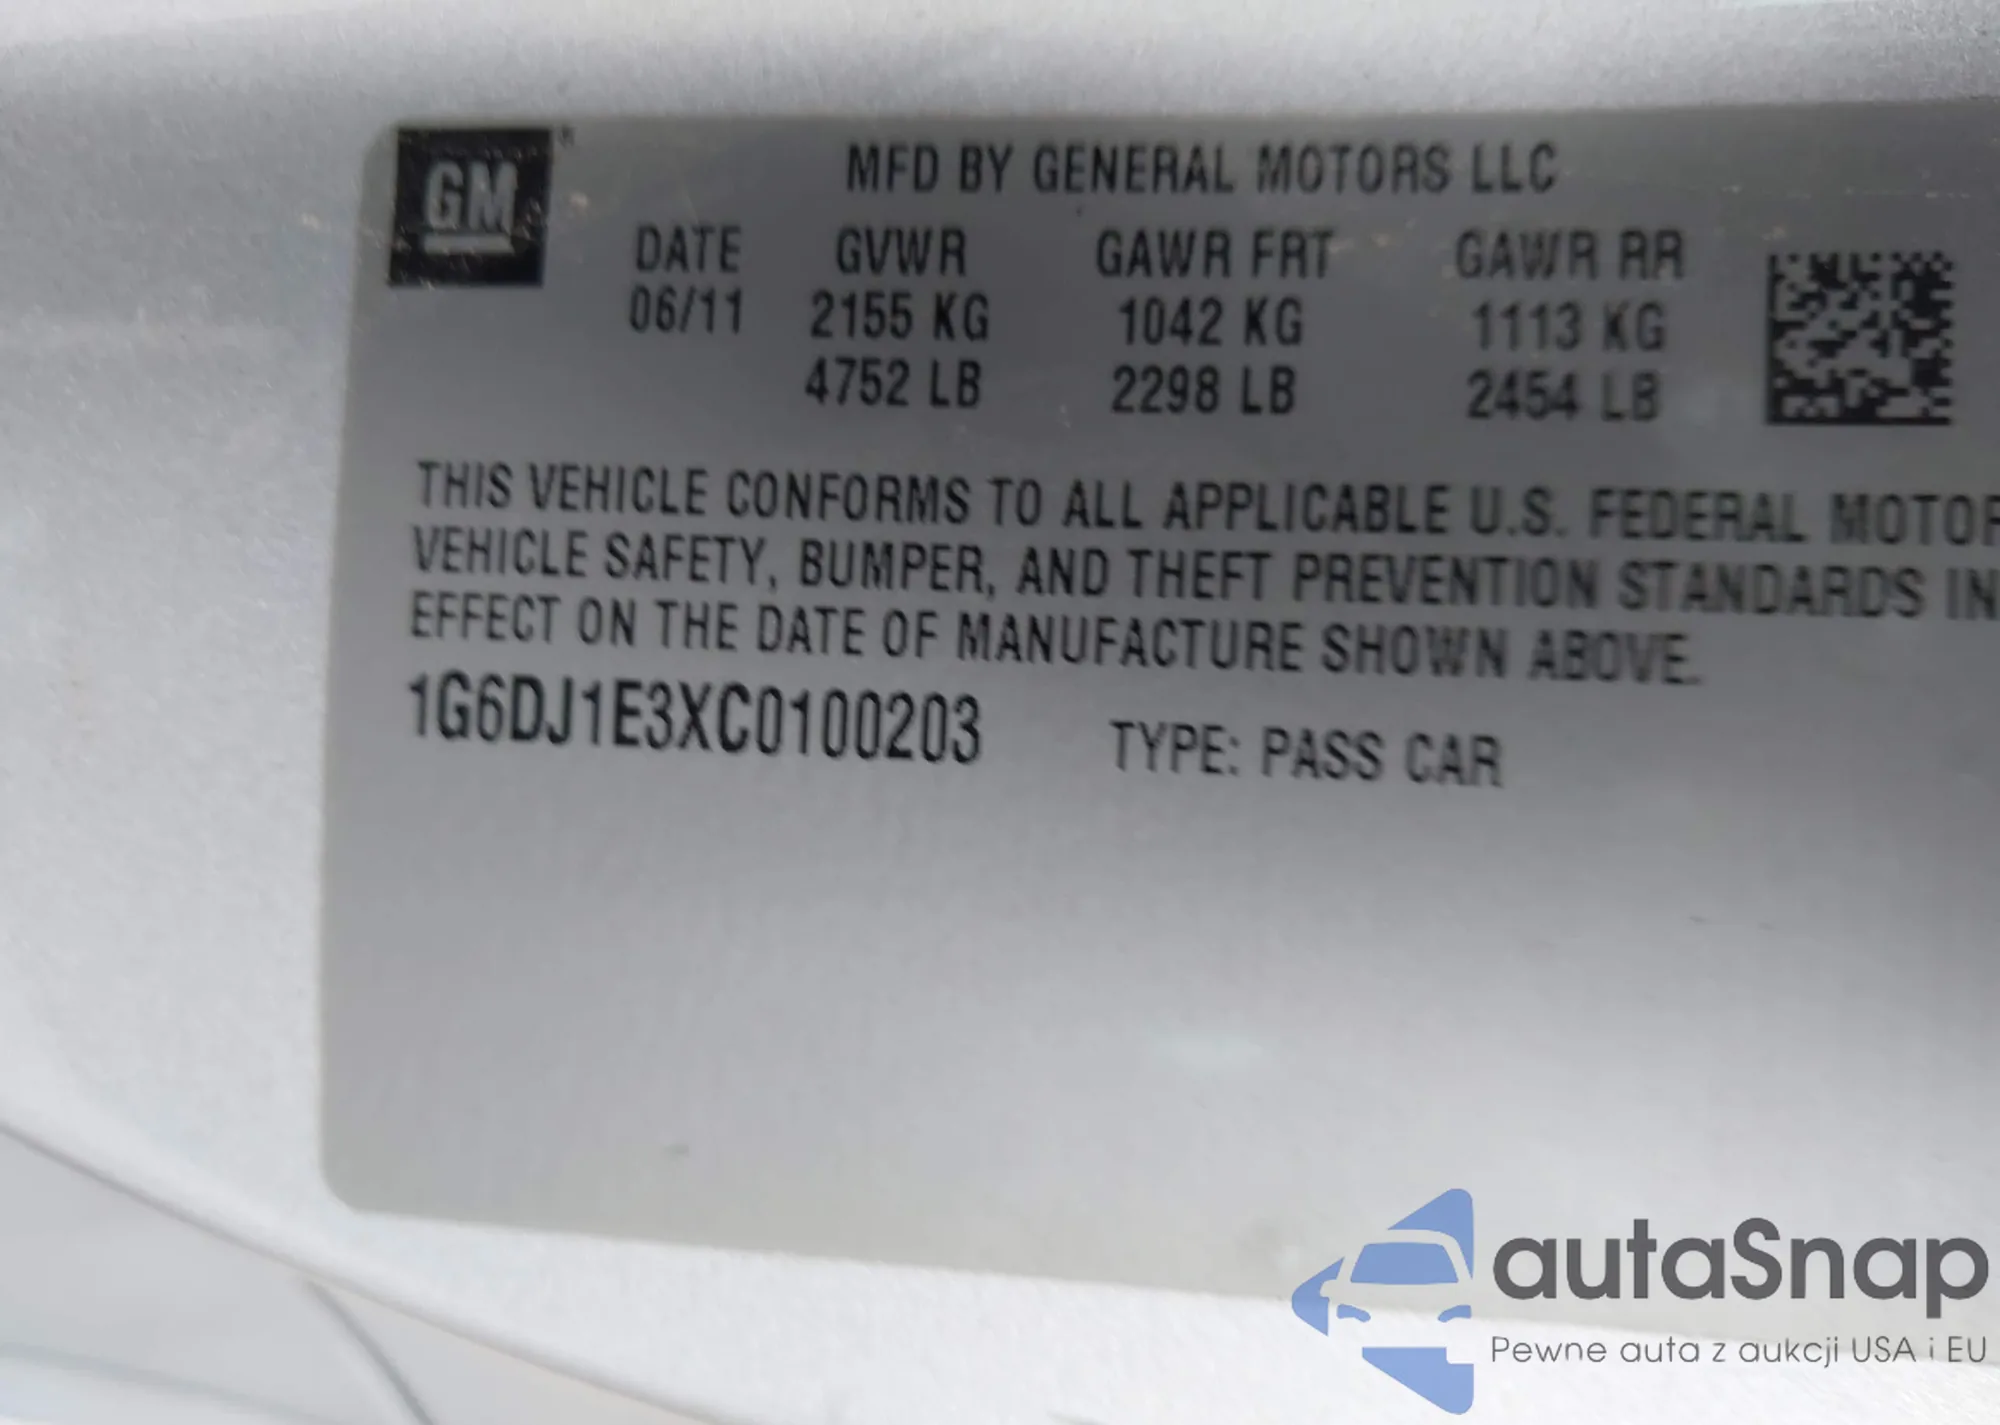 GM
MFD BY GENERAL MOTORS LLC
DATE GVWR GAWR FRT GAWR RR
06/11 2155 KG 1042 KG 1113 KG
4752 LB 2298 LB 2454 LB
THIS VEHICLE CONFORMS TO ALL APPLICABLE U.S. FEDERAL MOTOR
VEHICLE SAFETY, BUMPER, AND THEFT PREVENTION STANDARDS IN
EFFECT ON THE DATE OF MANUFACTURE SHOWN ABOVE.
1G6DJ1E3XC0100203 TYPE: PASS CAR
autaSnap
Pewne auta z aukcji USA i EU